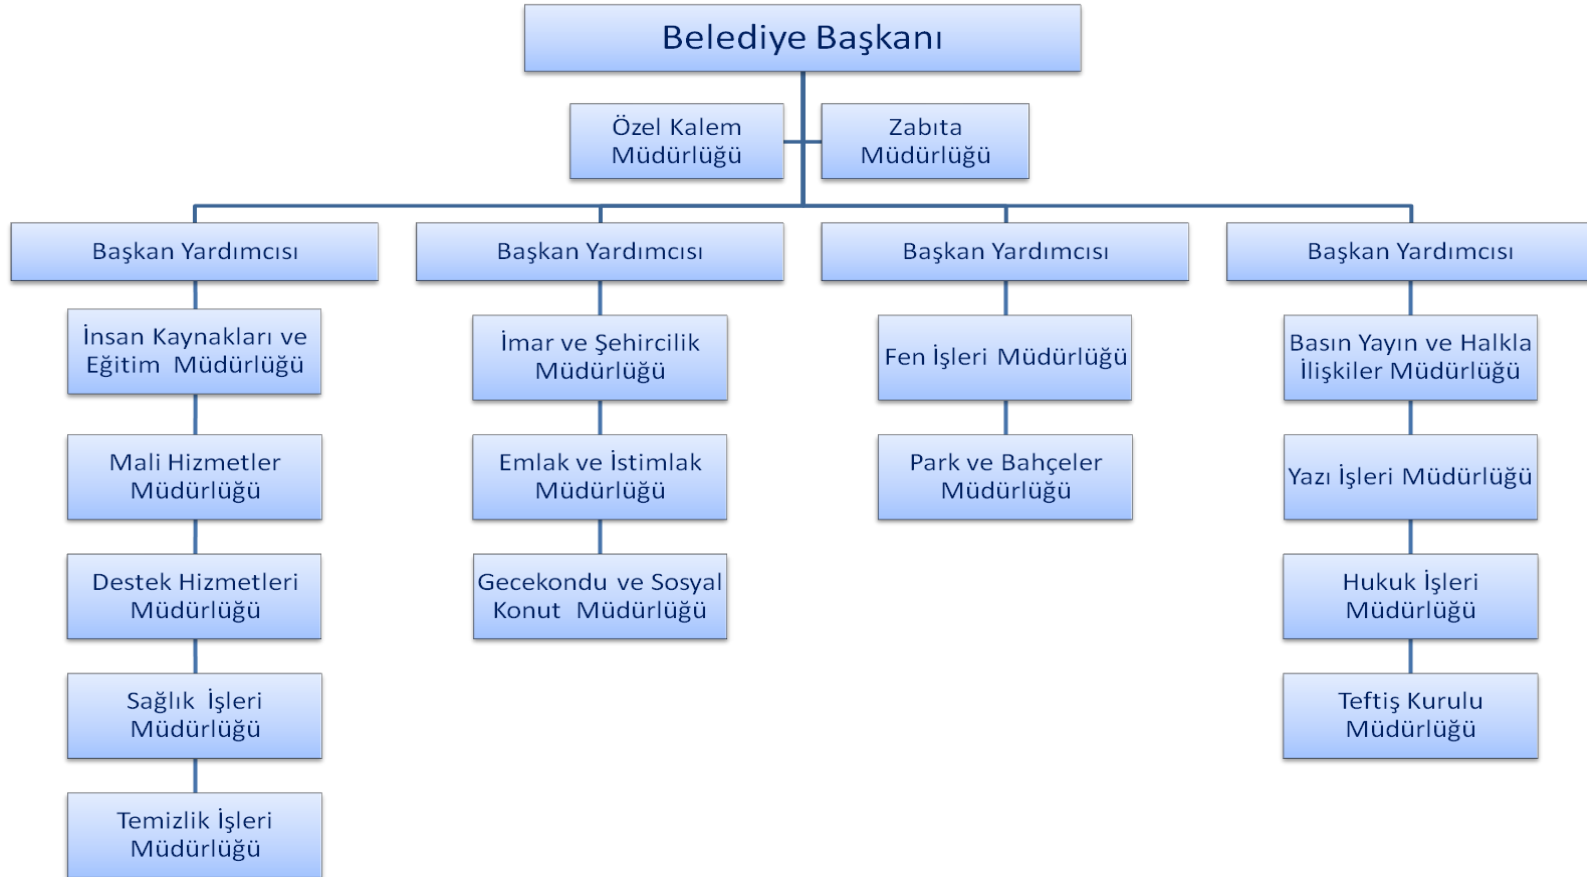 Belediye Başkanı
Özel Kalem
Müdürlüğü
Zabıta
Müdürlüğü
Başkan Yardımcısı
İnsan Kaynakları ve
Eğitim Müdürlüğü
Mali Hizmetler
Müdürlüğü
Destek Hizmetleri
Müdürlüğü
Sağlık İşleri
Müdürlüğü
Temizlik İşleri
Müdürlüğü
Başkan Yardımcısı
İmar ve Şehircilik
Müdürlüğü
Emlak ve İstimlak
Müdürlüğü
Gecekondu ve Sosyal
Konut Müdürlüğü
Başkan Yardımcısı
Fen İşleri Müdürlüğü
Park ve Bahçeler
Müdürlüğü
Başkan Yardımcısı
Basın Yayın ve Halkla
İlişkiler Müdürlüğü
Yazı İşleri Müdürlüğü
Hukuk İşleri
Müdürlüğü
Teftiş Kurulu
Müdürlüğü